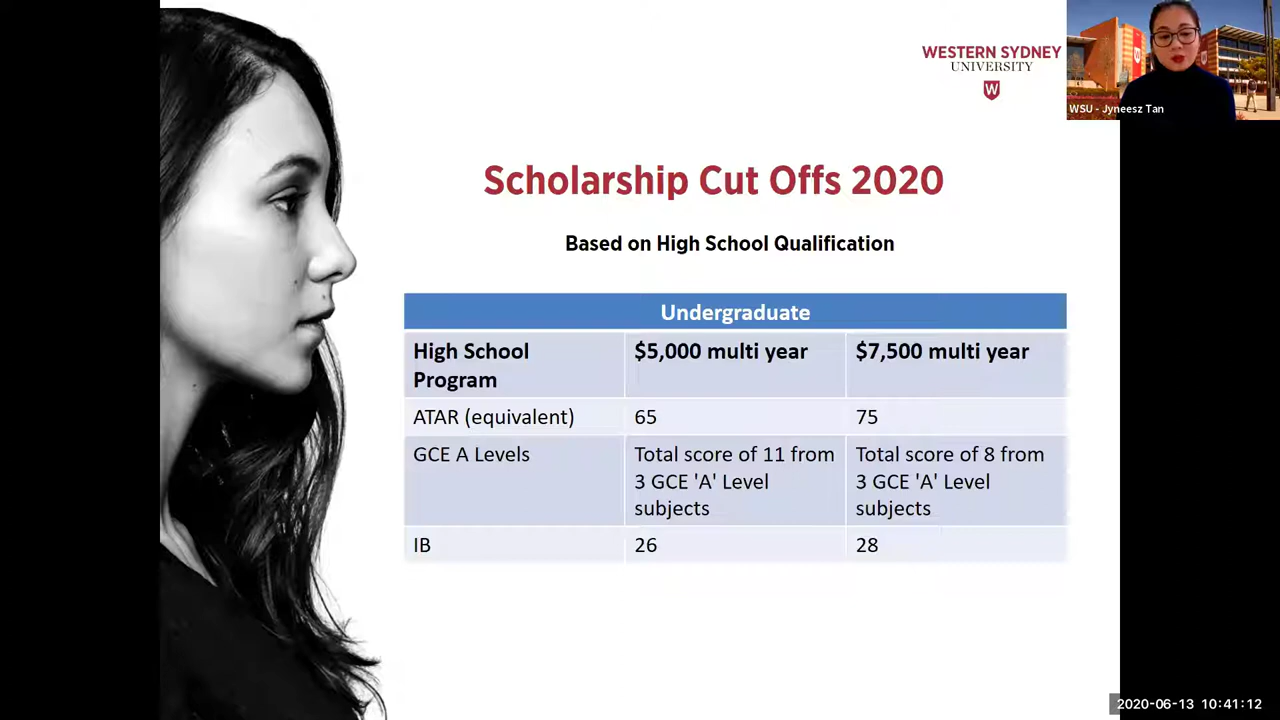 WESTERN SYDNEY
UNIVERSITY
W
WSU - Jyneesz Tan
Scholarship Cut Offs 2020
Based on High School Qualification
Undergraduate
High School
Program
$5,000 multi year
$7,500 multi year
ATAR (equivalent)
65
75
GCE A Levels
Total score of 11 from
3 GCE 'A' Level
subjects
Total score of 8 from
3 GCE 'A' Level
subjects
IB
26
28
2020-06-13 10:41:12